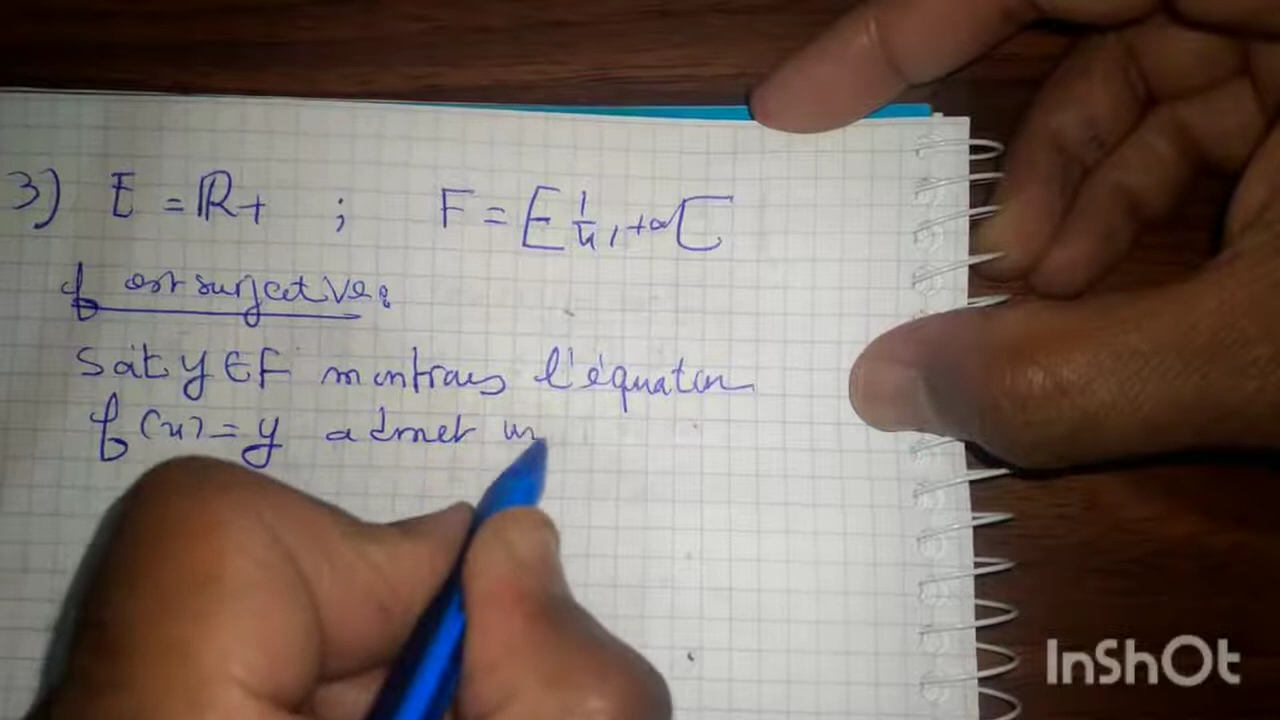 3) E = ℝ+ ; F = [1/4, +∞[
f est surjective:
Soit y ∈ F montrons l'équation
f(x) = y admet un
InShOt